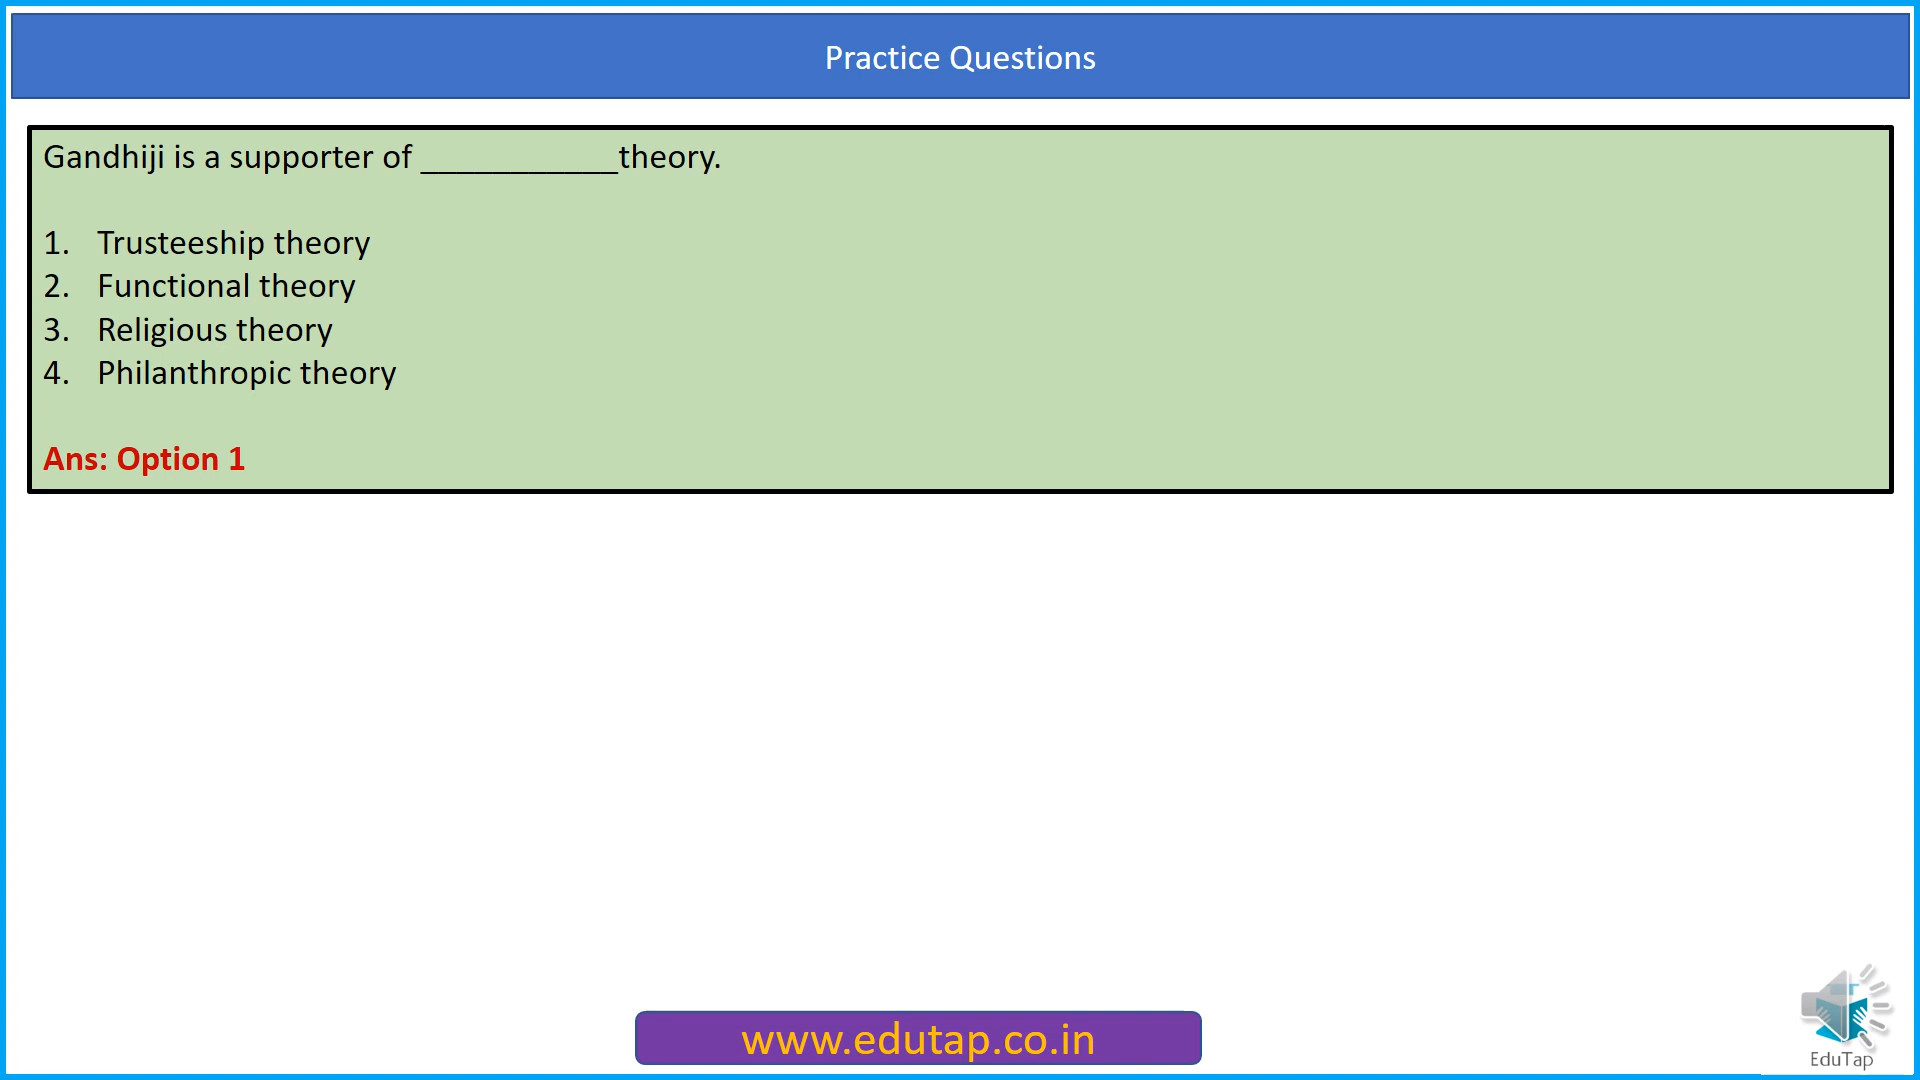 Practice Questions
Gandhiji is a supporter of ___________theory.
1. Trusteeship theory
2. Functional theory
3. Religious theory
4. Philanthropic theory
Ans: Option 1
www.edutap.co.in
EduTap